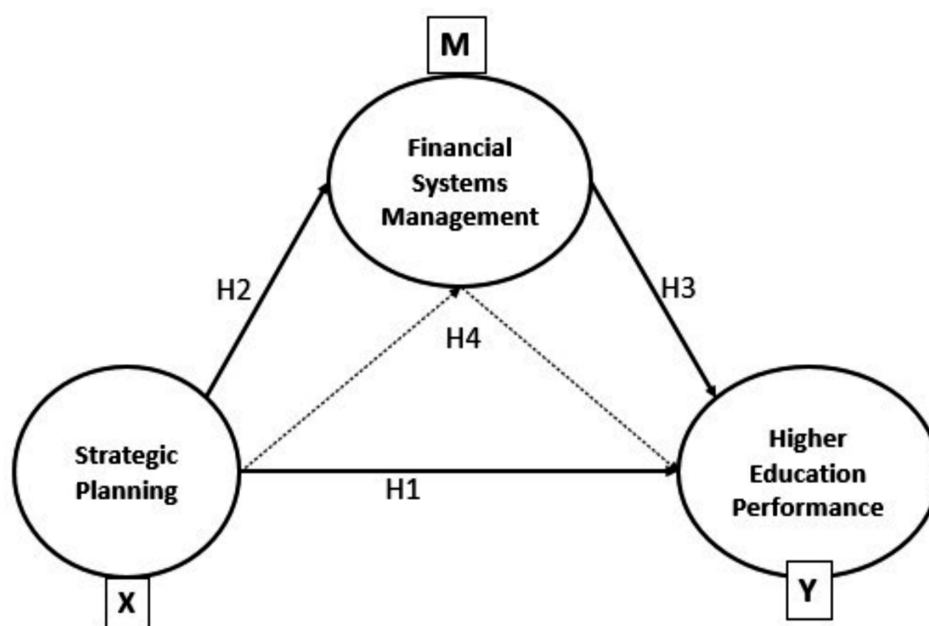 M
Financial
Systems
Management
H2
H3
H4
Strategic
Planning
H1
Higher
Education
Performance
X
Y